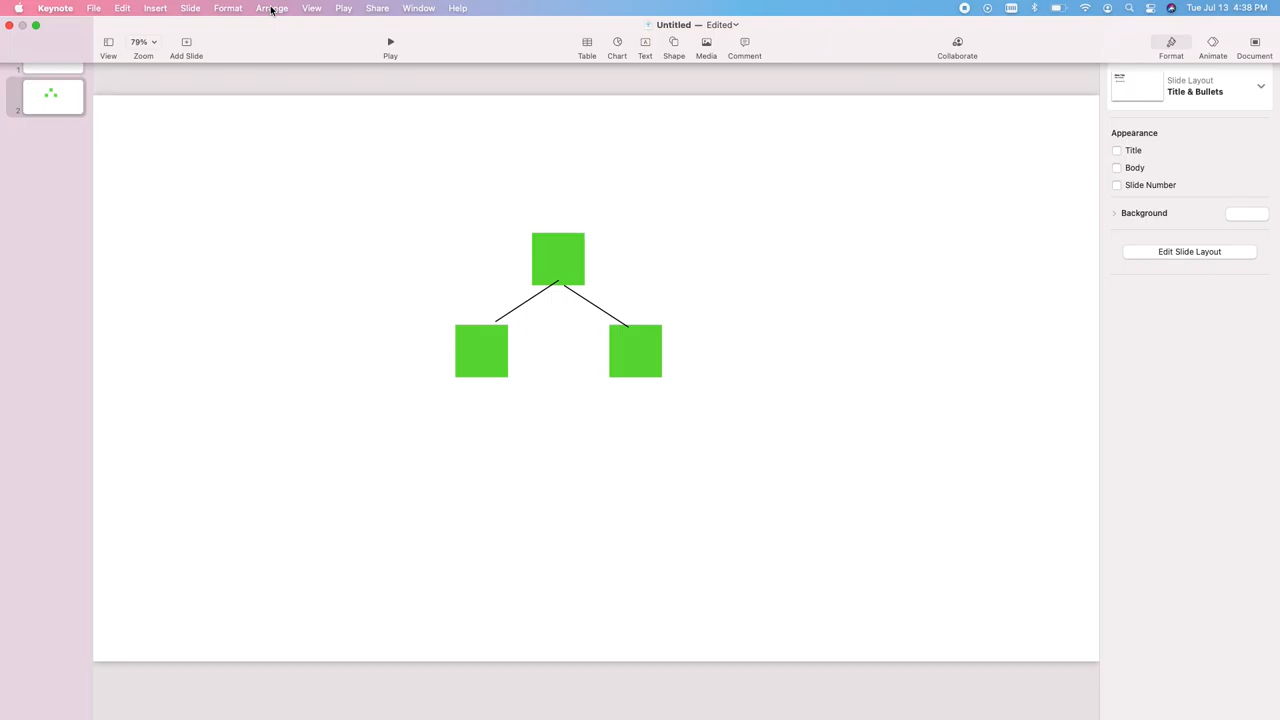 Keynote File Edit Insert Slide Format Arrange View Play Share Window Help Tue Jul 13 4:38 PM
Untitled — Edited
79%
View Zoom Add Slide Play Table Chart Text Shape Media Comment Collaborate Format Animate Document
1
2
Slide Layout
Title & Bullets
Appearance
Title
Body
Slide Number
Background
Edit Slide Layout